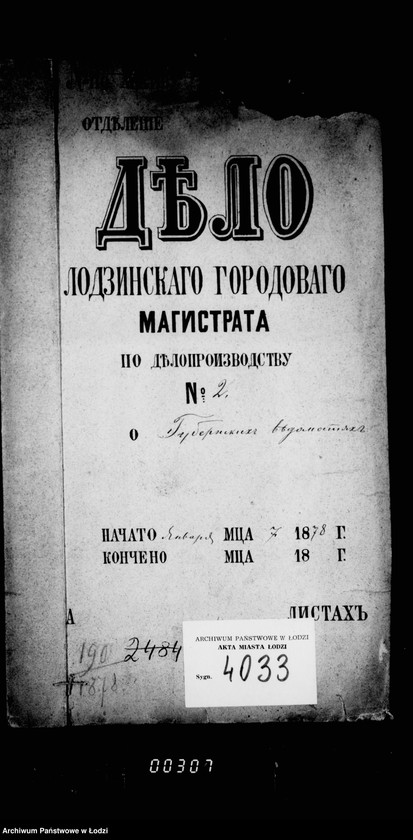 ОТДѢЛЕНІЕ
ДѢЛО
ЛОДЗИНСКАГО ГОРОДОВАГО
МАГИСТРАТА
ПО ДѢЛОПРОИЗВОДСТВУ
№ 2.
О Губернскихъ вѣдомостяхъ
НАЧАТО Января МЦА 7 1878 Г.
КОНЧЕНО МЦА 18 Г.
А ЛИСТАХЪ
190 2484
1878.
ARCHIWUM PAŃSTWOWE W ŁODZI
AKTA MIASTA ŁODZI
Sygn. 4033
00307
Archiwum Państwowe w Łodzi